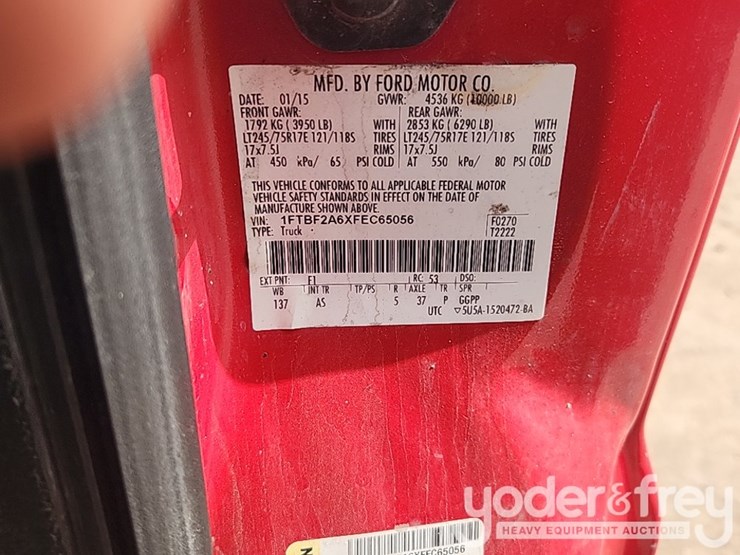 MFD. BY FORD MOTOR CO.
DATE: 01/15 GVWR: 4536 KG (10000 LB)
FRONT GAWR: REAR GAWR:
1792 KG ( 3950 LB) WITH 2853 KG ( 6290 LB) WITH
LT245/75R17E 121/118S TIRES LT245/75R17E 121/118S TIRES
17x7.5J RIMS 17x7.5J RIMS
AT 450 kPa/ 65 PSI COLD AT 550 kPa/ 80 PSI COLD
THIS VEHICLE CONFORMS TO ALL APPLICABLE FEDERAL MOTOR
VEHICLE SAFETY STANDARDS IN EFFECT ON THE DATE OF
MANUFACTURE SHOWN ABOVE.
VIN: 1FTBF2A6XFEC65056 F0270
TYPE: Truck T2222
EXT PNT: F1 RC: 53 DSO:
WB INT TR TP/PS R AXLE TR SPR
137 AS 5 37 P GGPP
UTC ▽5U5A-1520472-BA
yoder&frey
HEAVY EQUIPMENT AUCTIONS
N
A6XFEC65056